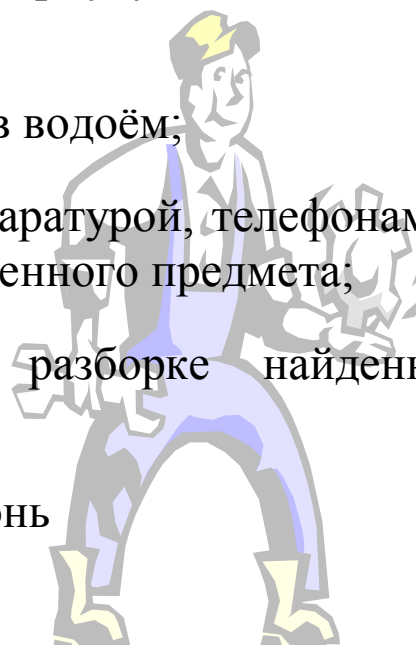 в водоём;
аратурой, телефонам
енного предмета;
разборке найденн
онь